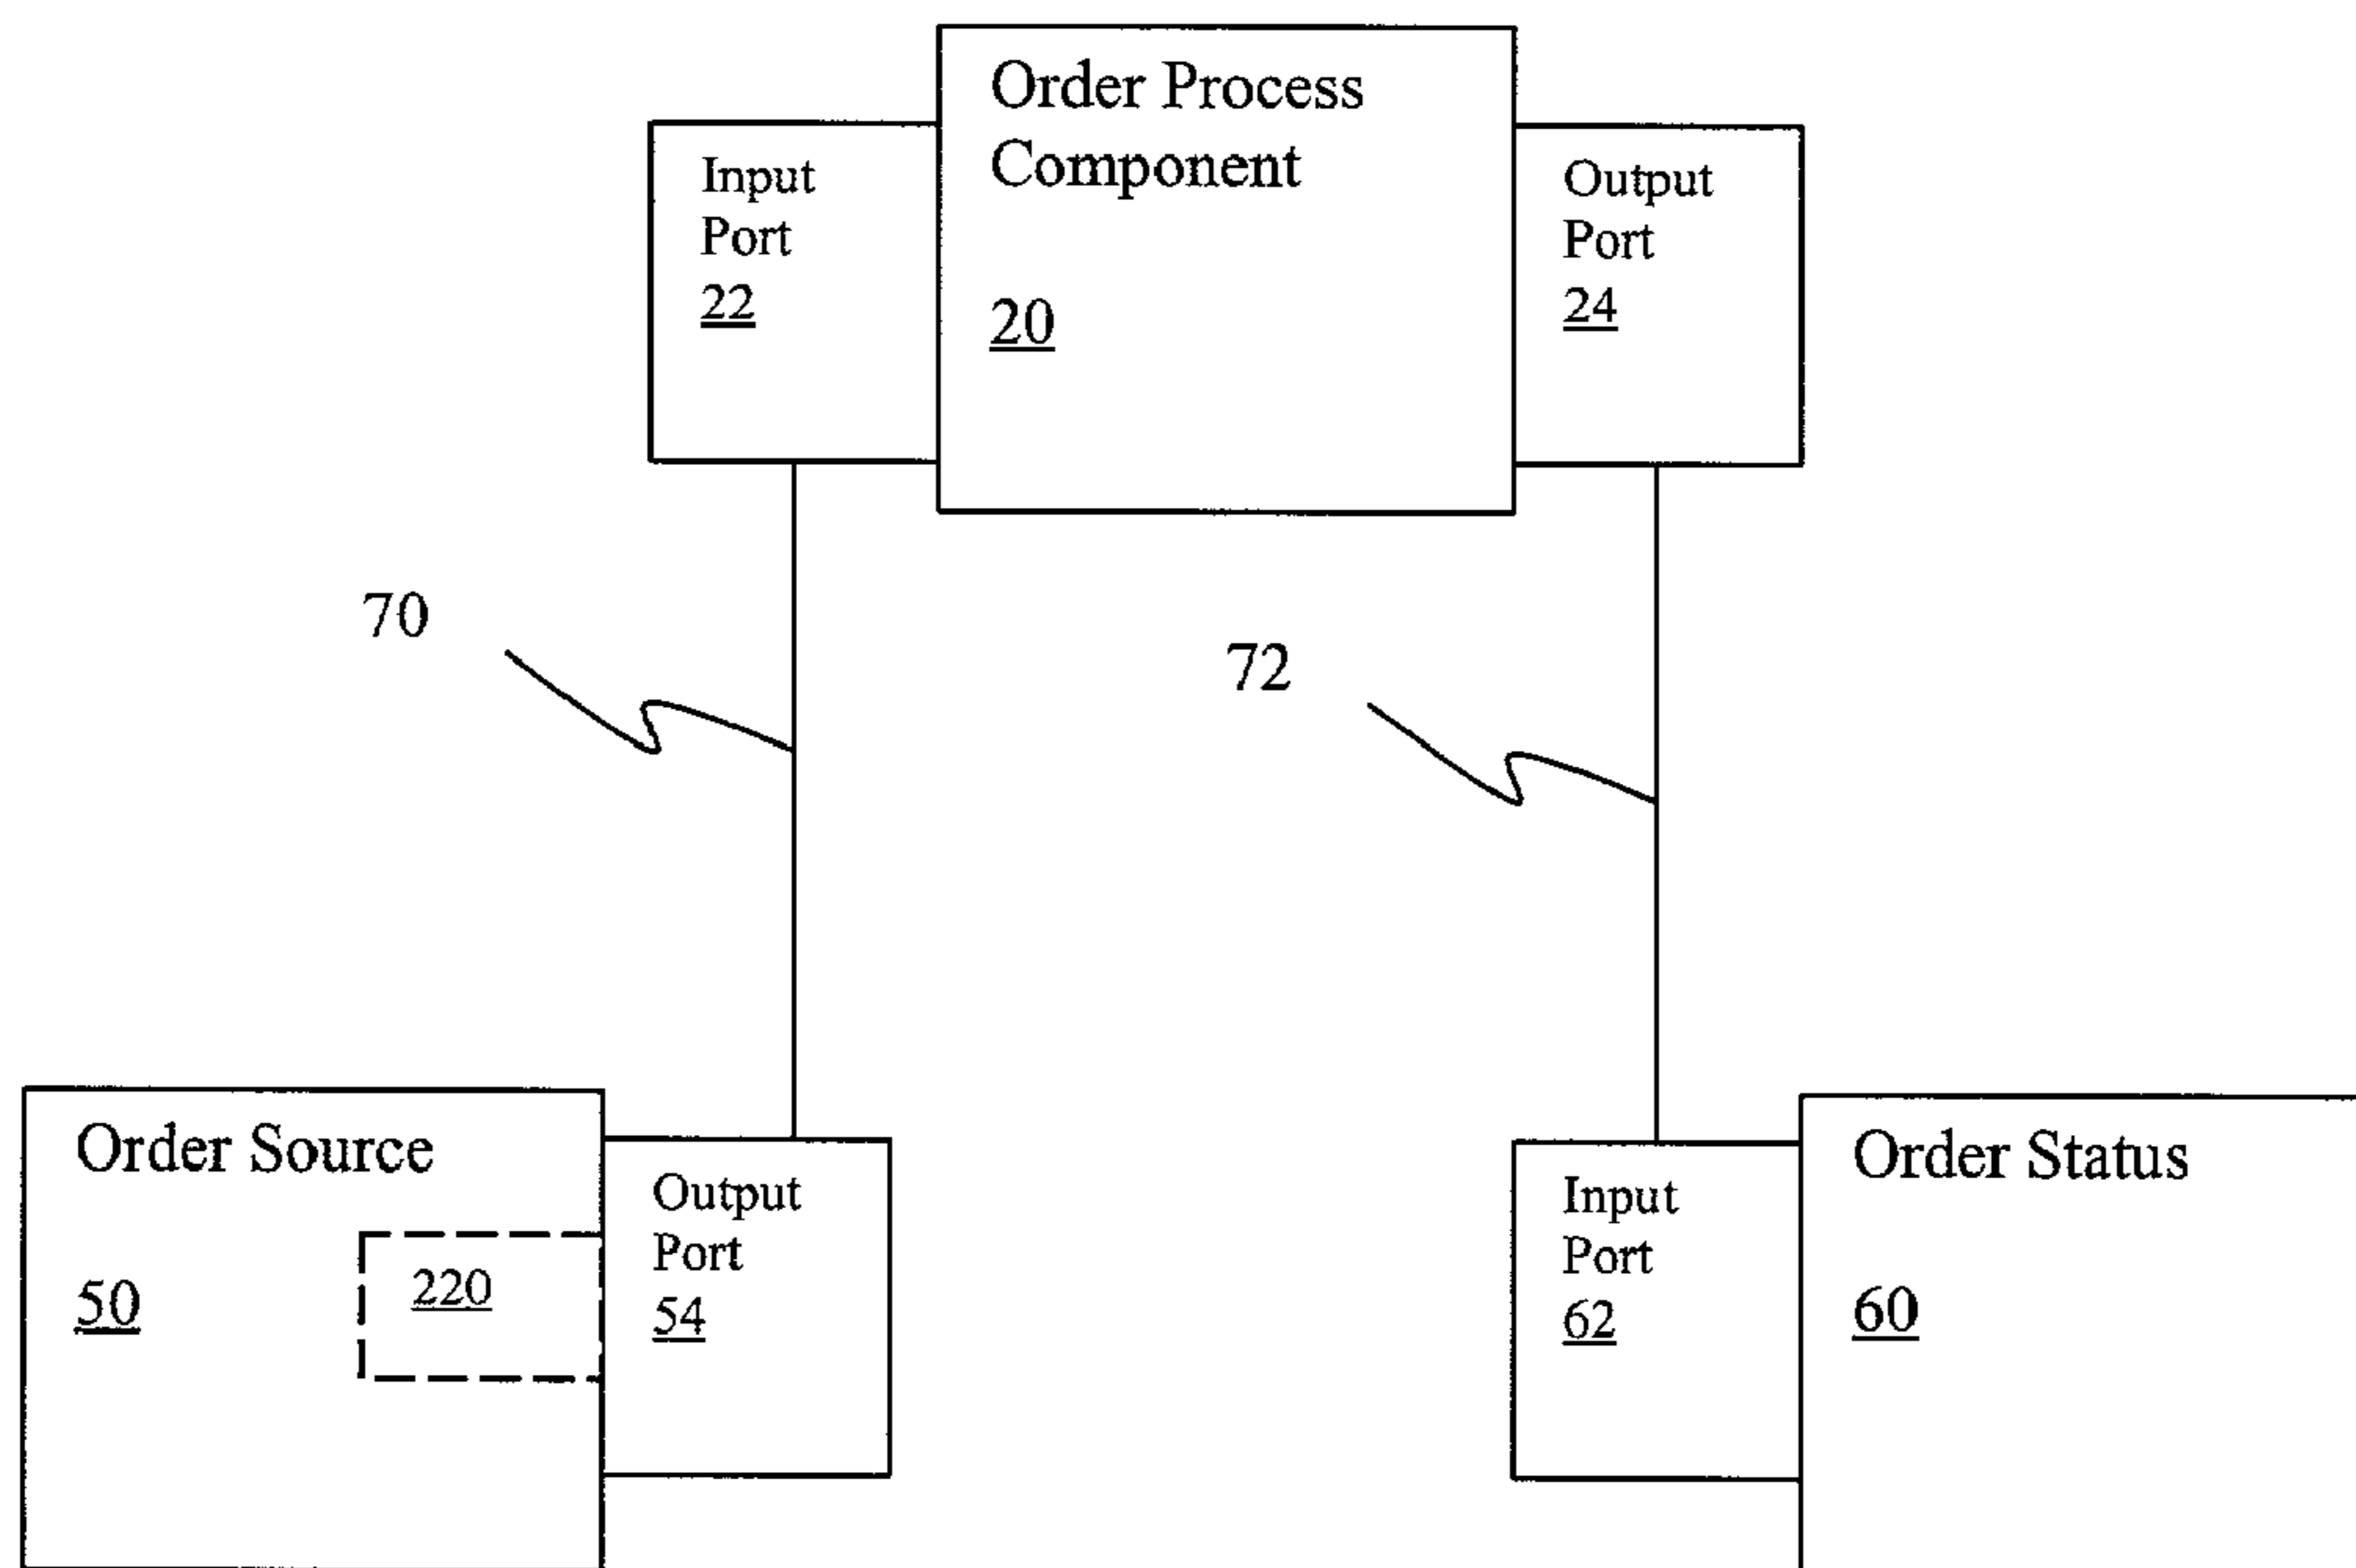 Order Process
Component
20
Input
Port
22
Output
Port
24
70
72
Order Source
50
220
Output
Port
54
Input
Port
62
Order Status
60